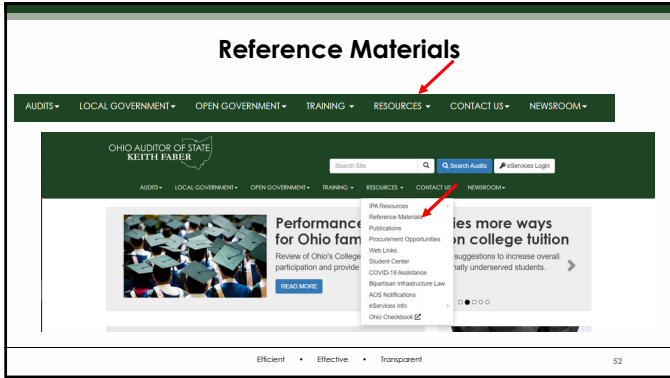 Reference Materials
AUDITS LOCAL GOVERNMENT OPEN GOVERNMENT TRAINING RESOURCES CONTACT US NEWSROOM
OHIO AUDITOR OF STATE
KEITH FABER
Search Site Search Audits eServices Login
AUDITS LOCAL GOVERNMENT OPEN GOVERNMENT TRAINING RESOURCES CONTACT US NEWSROOM
IPA Resources
Reference Materials
Publications
Procurement Opportunities
Web Links
Student Center
COVID-19 Assistance
Bipartisan Infrastructure Law
AOS Notifications
eServices Info
Ohio Checkbook
Performance ies more ways
for Ohio fam n college tuition
Review of Ohio's College suggestions to increase overall
participation and provide nally underserved students.
READ MORE
Efficient • Effective • Transparent
52